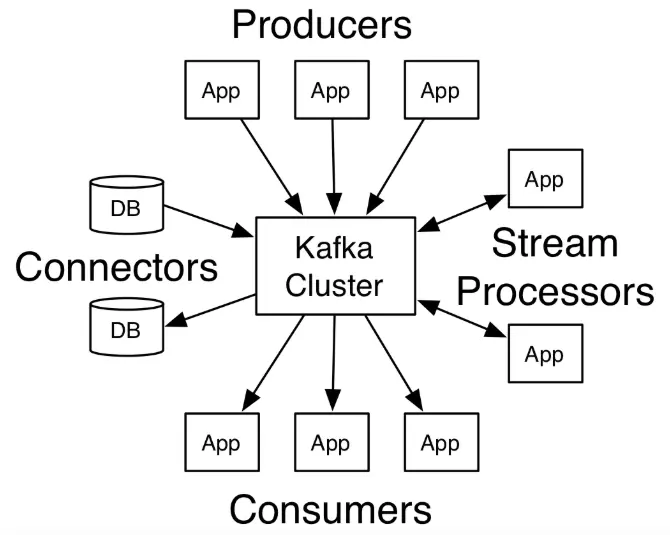 Producers
App
App
App
DB
App
Kafka
Cluster
Connectors
Stream
Processors
DB
App
App
App
App
Consumers